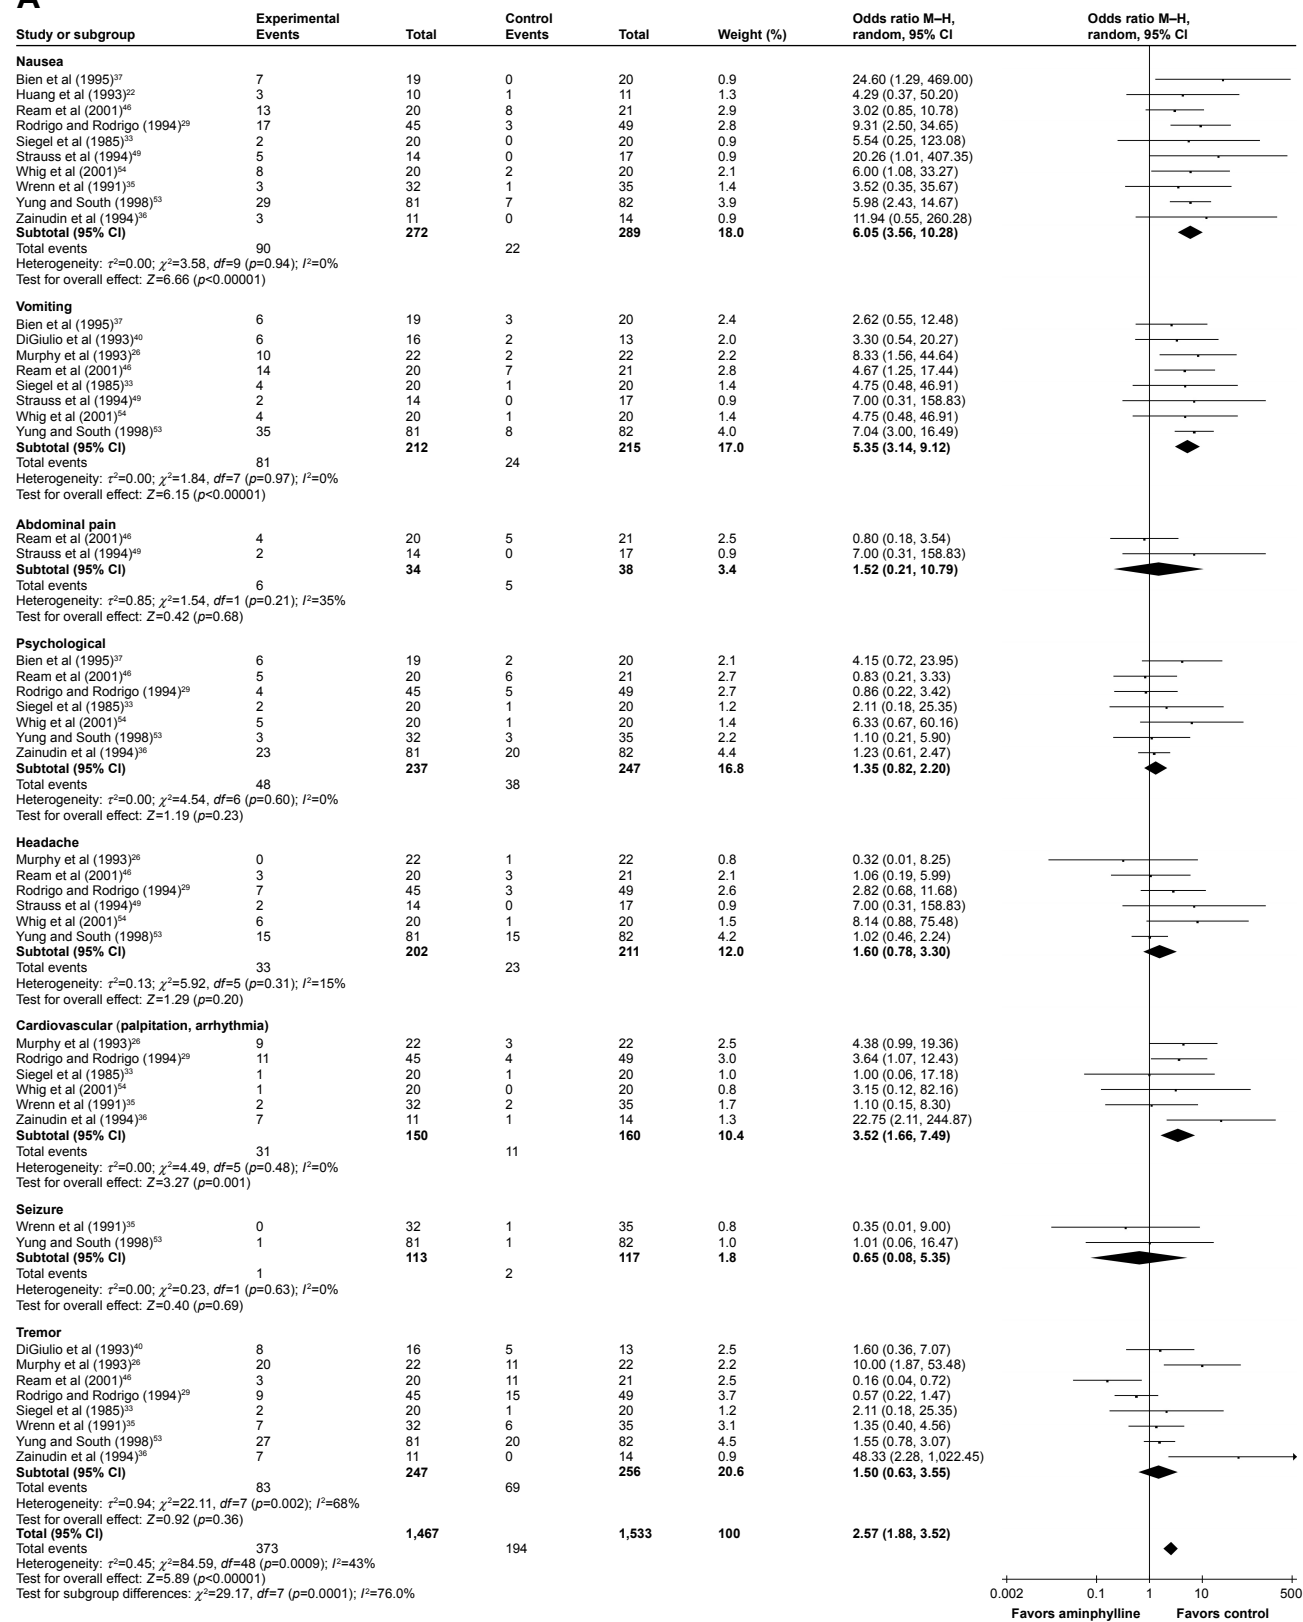 A
Experimental Control Odds ratio M–H, Odds ratio M–H,
Study or subgroup Events Total Events Total Weight (%) random, 95% CI random, 95% CI
Nausea
Bien et al (1995)³⁷ 7 19 0 20 0.9 24.60 (1.29, 469.00)
Huang et al (1993)²² 3 10 1 11 1.3 4.29 (0.37, 50.20)
Ream et al (2001)⁴⁶ 13 20 8 21 2.9 3.02 (0.85, 10.78)
Rodrigo and Rodrigo (1994)²⁹ 17 45 3 49 2.8 9.31 (2.50, 34.65)
Siegel et al (1985)³³ 2 20 0 20 0.9 5.54 (0.25, 123.08)
Strauss et al (1994)⁴⁹ 5 14 0 17 0.9 20.26 (1.01, 407.35)
Whig et al (2001)⁵⁴ 8 20 2 20 2.1 6.00 (1.08, 33.27)
Wrenn et al (1991)³⁵ 3 32 1 35 1.4 3.52 (0.35, 35.67)
Yung and South (1998)⁵³ 29 81 7 82 3.9 5.98 (2.43, 14.67)
Zainudin et al (1994)³⁶ 3 11 0 14 0.9 11.94 (0.55, 260.28)
Subtotal (95% CI) 272 289 18.0 6.05 (3.56, 10.28)
Total events 90 22
Heterogeneity: τ²=0.00; χ²=3.58, df=9 (p=0.94); I²=0%
Test for overall effect: Z=6.66 (p<0.00001)
Vomiting
Bien et al (1995)³⁷ 6 19 3 20 2.4 2.62 (0.55, 12.48)
DiGiulio et al (1993)⁴⁰ 6 16 2 13 2.0 3.30 (0.54, 20.27)
Murphy et al (1993)²⁶ 10 22 2 22 2.2 8.33 (1.56, 44.64)
Ream et al (2001)⁴⁶ 14 20 7 21 2.8 4.67 (1.25, 17.44)
Siegel et al (1985)³³ 4 20 1 20 1.4 4.75 (0.48, 46.91)
Strauss et al (1994)⁴⁹ 2 14 0 17 0.9 7.00 (0.31, 158.83)
Whig et al (2001)⁵⁴ 4 20 1 20 1.4 4.75 (0.48, 46.91)
Yung and South (1998)⁵³ 35 81 8 82 4.0 7.04 (3.00, 16.49)
Subtotal (95% CI) 212 215 17.0 5.35 (3.14, 9.12)
Total events 81 24
Heterogeneity: τ²=0.00; χ²=1.84, df=7 (p=0.97); I²=0%
Test for overall effect: Z=6.15 (p<0.00001)
Abdominal pain
Ream et al (2001)⁴⁶ 4 20 5 21 2.5 0.80 (0.18, 3.54)
Strauss et al (1994)⁴⁹ 2 14 0 17 0.9 7.00 (0.31, 158.83)
Subtotal (95% CI) 34 38 3.4 1.52 (0.21, 10.79)
Total events 6 5
Heterogeneity: τ²=0.85; χ²=1.54, df=1 (p=0.21); I²=35%
Test for overall effect: Z=0.42 (p=0.68)
Psychological
Bien et al (1995)³⁷ 6 19 2 20 2.1 4.15 (0.72, 23.95)
Ream et al (2001)⁴⁶ 5 20 6 21 2.7 0.83 (0.21, 3.33)
Rodrigo and Rodrigo (1994)²⁹ 4 45 5 49 2.7 0.86 (0.22, 3.42)
Siegel et al (1985)³³ 2 20 1 20 1.2 2.11 (0.18, 25.35)
Whig et al (2001)⁵⁴ 5 20 1 20 1.4 6.33 (0.67, 60.16)
Yung and South (1998)⁵³ 3 32 3 35 2.2 1.10 (0.21, 5.90)
Zainudin et al (1994)³⁶ 23 81 20 82 4.4 1.23 (0.61, 2.47)
Subtotal (95% CI) 237 247 16.8 1.35 (0.82, 2.20)
Total events 48 38
Heterogeneity: τ²=0.00; χ²=4.54, df=6 (p=0.60); I²=0%
Test for overall effect: Z=1.19 (p=0.23)
Headache
Murphy et al (1993)²⁶ 0 22 1 22 0.8 0.32 (0.01, 8.25)
Ream et al (2001)⁴⁶ 3 20 3 21 2.1 1.06 (0.19, 5.99)
Rodrigo and Rodrigo (1994)²⁹ 7 45 3 49 2.6 2.82 (0.68, 11.68)
Strauss et al (1994)⁴⁹ 2 14 0 17 0.9 7.00 (0.31, 158.83)
Whig et al (2001)⁵⁴ 6 20 1 20 1.5 8.14 (0.88, 75.48)
Yung and South (1998)⁵³ 15 81 15 82 4.2 1.02 (0.46, 2.24)
Subtotal (95% CI) 202 211 12.0 1.60 (0.78, 3.30)
Total events 33 23
Heterogeneity: τ²=0.13; χ²=5.92, df=5 (p=0.31); I²=15%
Test for overall effect: Z=1.29 (p=0.20)
Cardiovascular (palpitation, arrhythmia)
Murphy et al (1993)²⁶ 9 22 3 22 2.5 4.38 (0.99, 19.36)
Rodrigo and Rodrigo (1994)²⁹ 11 45 4 49 3.0 3.64 (1.07, 12.43)
Siegel et al (1985)³³ 1 20 1 20 1.0 1.00 (0.06, 17.18)
Whig et al (2001)⁵⁴ 1 20 0 20 0.8 3.15 (0.12, 82.16)
Wrenn et al (1991)³⁵ 2 32 2 35 1.7 1.10 (0.15, 8.30)
Zainudin et al (1994)³⁶ 7 11 1 14 1.3 22.75 (2.11, 244.87)
Subtotal (95% CI) 150 160 10.4 3.52 (1.66, 7.49)
Total events 31 11
Heterogeneity: τ²=0.00; χ²=4.49, df=5 (p=0.48); I²=0%
Test for overall effect: Z=3.27 (p=0.001)
Seizure
Wrenn et al (1991)³⁵ 0 32 1 35 0.8 0.35 (0.01, 9.00)
Yung and South (1998)⁵³ 1 81 1 82 1.0 1.01 (0.06, 16.47)
Subtotal (95% CI) 113 117 1.8 0.65 (0.08, 5.35)
Total events 1 2
Heterogeneity: τ²=0.00; χ²=0.23, df=1 (p=0.63); I²=0%
Test for overall effect: Z=0.40 (p=0.69)
Tremor
DiGiulio et al (1993)⁴⁰ 8 16 5 13 2.5 1.60 (0.36, 7.07)
Murphy et al (1993)²⁶ 20 22 11 22 2.2 10.00 (1.87, 53.48)
Ream et al (2001)⁴⁶ 3 20 11 21 2.5 0.16 (0.04, 0.72)
Rodrigo and Rodrigo (1994)²⁹ 9 45 15 49 3.7 0.57 (0.22, 1.47)
Siegel et al (1985)³³ 2 20 1 20 1.2 2.11 (0.18, 25.35)
Wrenn et al (1991)³⁵ 7 32 6 35 3.1 1.35 (0.40, 4.56)
Yung and South (1998)⁵³ 27 81 20 82 4.5 1.55 (0.78, 3.07)
Zainudin et al (1994)³⁶ 7 11 0 14 0.9 48.33 (2.28, 1,022.45)
Subtotal (95% CI) 247 256 20.6 1.50 (0.63, 3.55)
Total events 83 69
Heterogeneity: τ²=0.94; χ²=22.11, df=7 (p=0.002); I²=68%
Test for overall effect: Z=0.92 (p=0.36)
Total (95% CI) 1,467 1,533 100 2.57 (1.88, 3.52)
Total events 373 194
Heterogeneity: τ²=0.45; χ²=84.59, df=48 (p=0.0009); I²=43%
Test for overall effect: Z=5.89 (p<0.00001)
Test for subgroup differences: χ²=29.17, df=7 (p=0.0001); I²=76.0%
0.002 0.1 1 10 500
Favors aminphylline Favors control